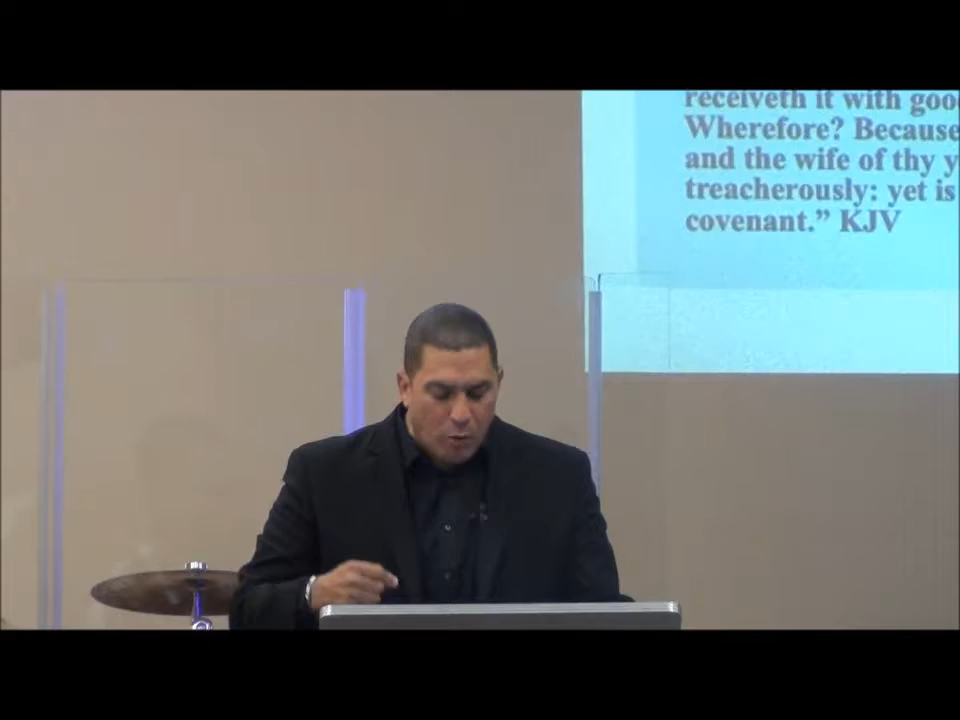 receiveth it with
Wherefore? Because
and the wife of thy
treacherously: yet is
covenant.” KJV